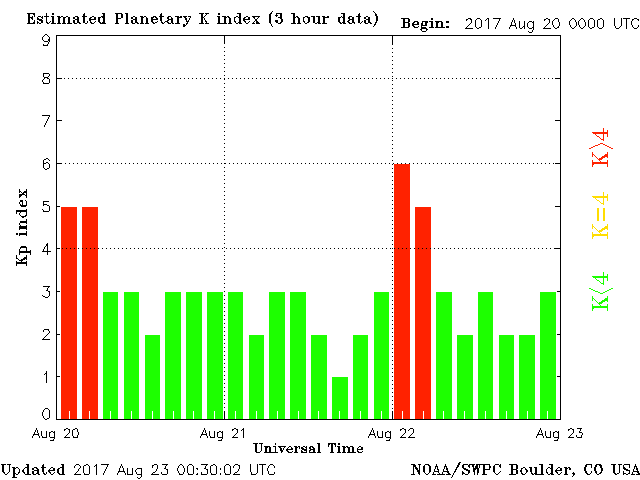 Estimated Planetary K index (3 hour data) Begin: 2017 Aug 20 0000 UTC
9
8
7
6
5
4
3
2
1
0
Kp index
K>4
K=4
K<4
Aug 20 Aug 21 Aug 22 Aug 23
Universal Time
Updated 2017 Aug 23 00:30:02 UTC NOAA/SWPC Boulder, CO USA